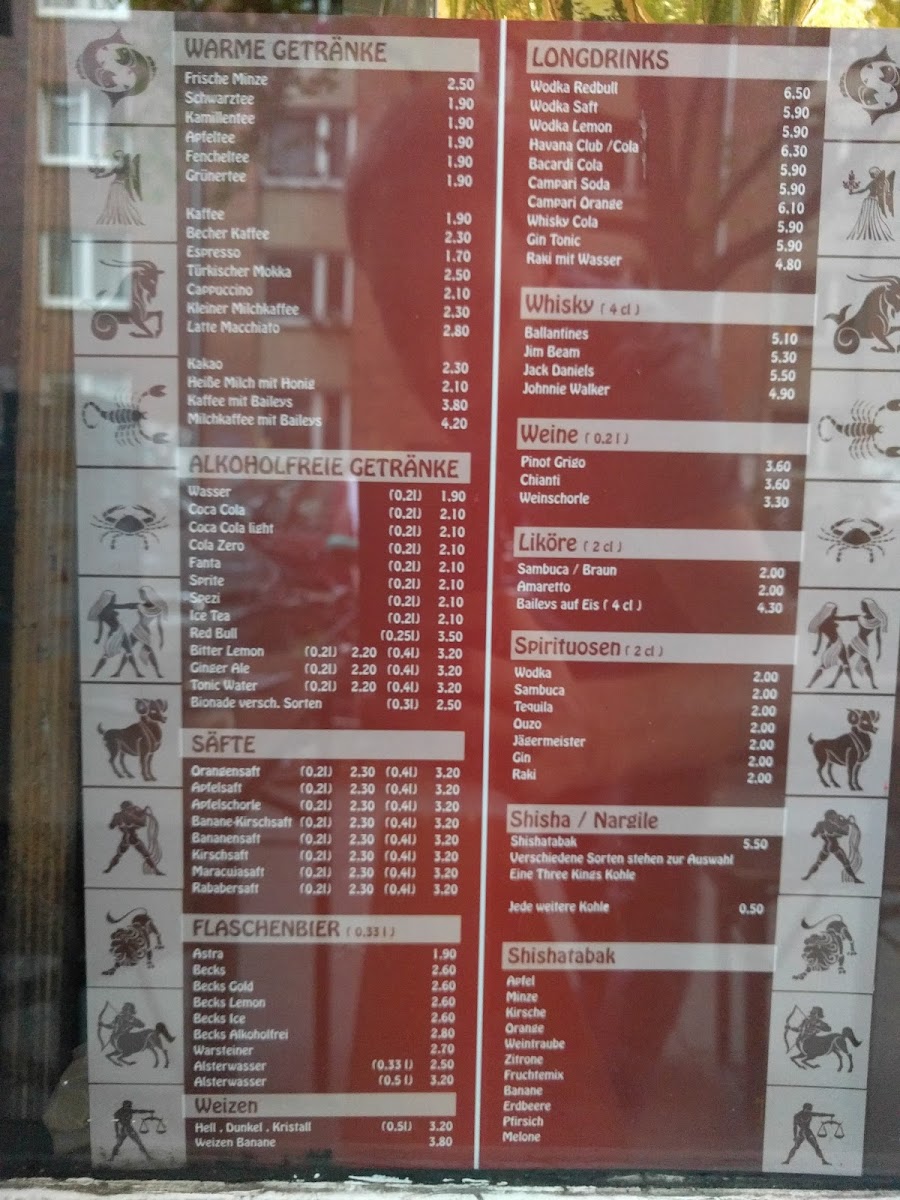 WARME GETRÄNKE
Frische Minze 2.50
Schwarztee 1.90
Kamillentee 1.90
Apfeltee 1.90
Fencheltee 1.90
Grünertee 1.90
Kaffee 1.90
Becher Kaffee 2.30
Espresso 1.70
Türkischer Mokka 2.50
Cappuccino 2.10
Kleiner Milchkaffee 2.30
Latte Macchiato 2.80
Kakao 2.30
Heiße Milch mit Honig 2.10
Kaffee mit Baileys 3.80
Milchkaffee mit Baileys 4.20
ALKOHOLFREIE GETRÄNKE
Wasser (0.2l) 1.90
Coca Cola (0.2l) 2.10
Coca Cola light (0.2l) 2.10
Cola Zero (0.2l) 2.10
Fanta (0.2l) 2.10
Sprite (0.2l) 2.10
Spezi (0.2l) 2.10
Ice Tea (0.2l) 2.10
Red Bull (0.25l) 3.50
Bitter Lemon (0.2l) 2.20 (0.4l) 3.20
Ginger Ale (0.2l) 2.20 (0.4l) 3.20
Tonic Water (0.2l) 2.20 (0.4l) 3.20
Bionade versch. Sorten (0.3l) 2.50
SÄFTE
Orangensaft (0.2l) 2.30 (0.4l) 3.20
Apfelsaft (0.2l) 2.30 (0.4l) 3.20
Apfelschorle (0.2l) 2.30 (0.4l) 3.20
Banane-Kirschsaft (0.2l) 2.30 (0.4l) 3.20
Bananensaft (0.2l) 2.30 (0.4l) 3.20
Kirschsaft (0.2l) 2.30 (0.4l) 3.20
Maracujasaft (0.2l) 2.30 (0.4l) 3.20
Rababersaft (0.2l) 2.30 (0.4l) 3.20
FLASCHENBIER ( 0.33 l )
Astra 1.90
Becks 2.60
Becks Gold 2.60
Becks Lemon 2.60
Becks Ice 2.60
Becks Alkoholfrei 2.80
Warsteiner 2.70
Alsterwasser (0.33 l) 2.50
Alsterwasser (0.5 l) 3.20
Weizen
Hell . Dunkel . Kristall (0.5l) 3.20
Weizen Banane 3.80
LONGDRINKS
Wodka Redbull 6.50
Wodka Saft 5.90
Wodka Lemon 5.90
Havana Club /Cola 6.30
Bacardi Cola 5.90
Campari Soda 5.90
Campari Orange 6.10
Whisky Cola 5.90
Gin Tonic 5.90
Raki mit Wasser 4.80
Whisky ( 4 cl )
Ballantines 5.10
Jim Beam 5.30
Jack Daniels 5.50
Johnnie Walker 4.90
Weine ( 0.2 l )
Pinot Grigo 3.60
Chianti 3.60
Weinschorle 3.30
Liköre ( 2 cl )
Sambuca / Braun 2.00
Amaretto 2.00
Baileys auf Eis ( 4 cl ) 4.30
Spirituosen ( 2 cl )
Wodka 2.00
Sambuca 2.00
Tequila 2.00
Ouzo 2.00
Jägermeister 2.00
Gin 2.00
Raki 2.00
Shisha / Nargile
Shishatabak 5.50
Verschiedene Sorten stehen zur Auswahl
Eine Three Kings Kohle
Jede weitere Kohle 0.50
Shishatabak
Apfel
Minze
Kirsche
Orange
Weintraube
Zitrone
Fruchtemix
Banane
Erdbeere
Pfirsich
Melone